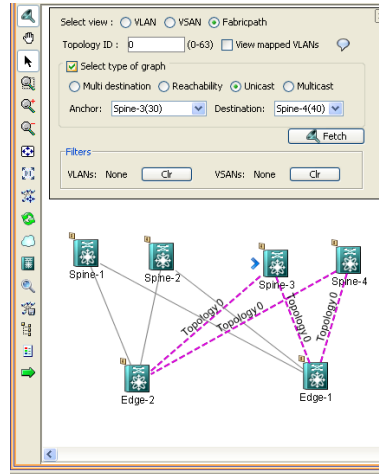 Select view : VLAN VSAN Fabricpath
Topology ID : 0 (0-63) View mapped VLANs
Select type of graph
Multi destination Reachability Unicast Multicast
Anchor: Spine-3(30) Destination: Spine-4(40)
Fetch
Filters
VLANs: None Clr VSANs: None Clr
Spine-1 Spine-2 Spine-3 Spine-4
Topology 0 Topology 0 Topology 0 Topology 0
Edge-2 Edge-1